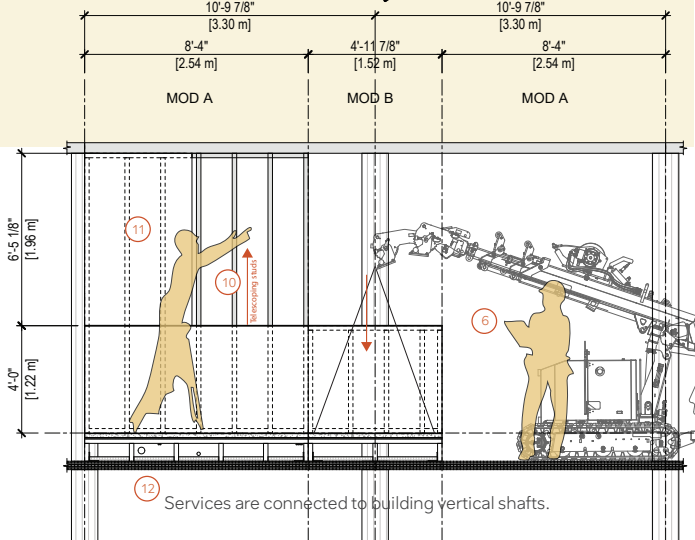 10'-9 7/8" 10'-9 7/8"
[3.30 m] [3.30 m]
8'-4" 4'-11 7/8" 8'-4"
[2.54 m] [1.52 m] [2.54 m]
MOD A MOD B MOD A
6'-5 1/8"
[1.96 m]
11
10
Telescoping studs
6
4'-0"
[1.22 m]
12
Services are connected to building vertical shafts.